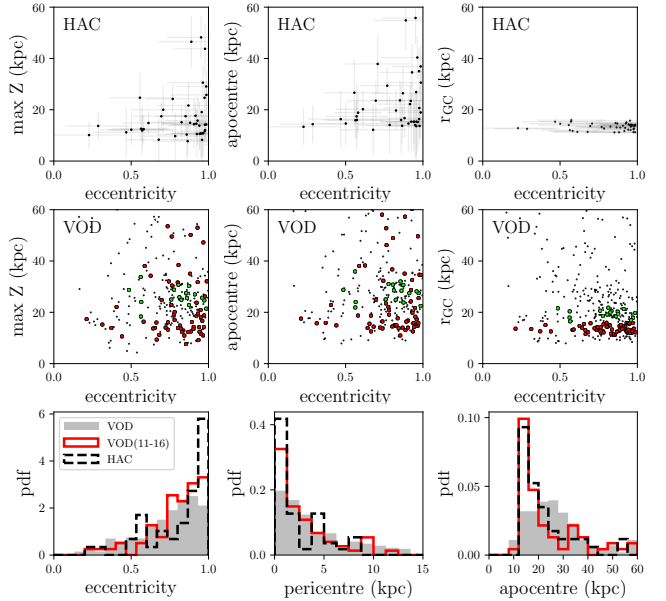 HAC
HAC
HAC
max Z (kpc)
apocentre (kpc)
rGC (kpc)
60
40
20
0
60
40
20
0
60
40
20
0
0.0 0.5 1.0
0.0 0.5 1.0
0.0 0.5 1.0
eccentricity
eccentricity
eccentricity
VOD
VOD
VOD
max Z (kpc)
apocentre (kpc)
rGC (kpc)
60
40
20
0
60
40
20
0
60
40
20
0
0.0 0.5 1.0
0.0 0.5 1.0
0.0 0.5 1.0
eccentricity
eccentricity
eccentricity
VOD
VOD(11-16)
HAC
pdf
pdf
pdf
6
4
2
0
0.4
0.2
0.0
0.10
0.05
0.00
0.0 0.5 1.0
0 5 10 15
0 10 20 30 40 50 60
eccentricity
pericentre (kpc)
apocentre (kpc)